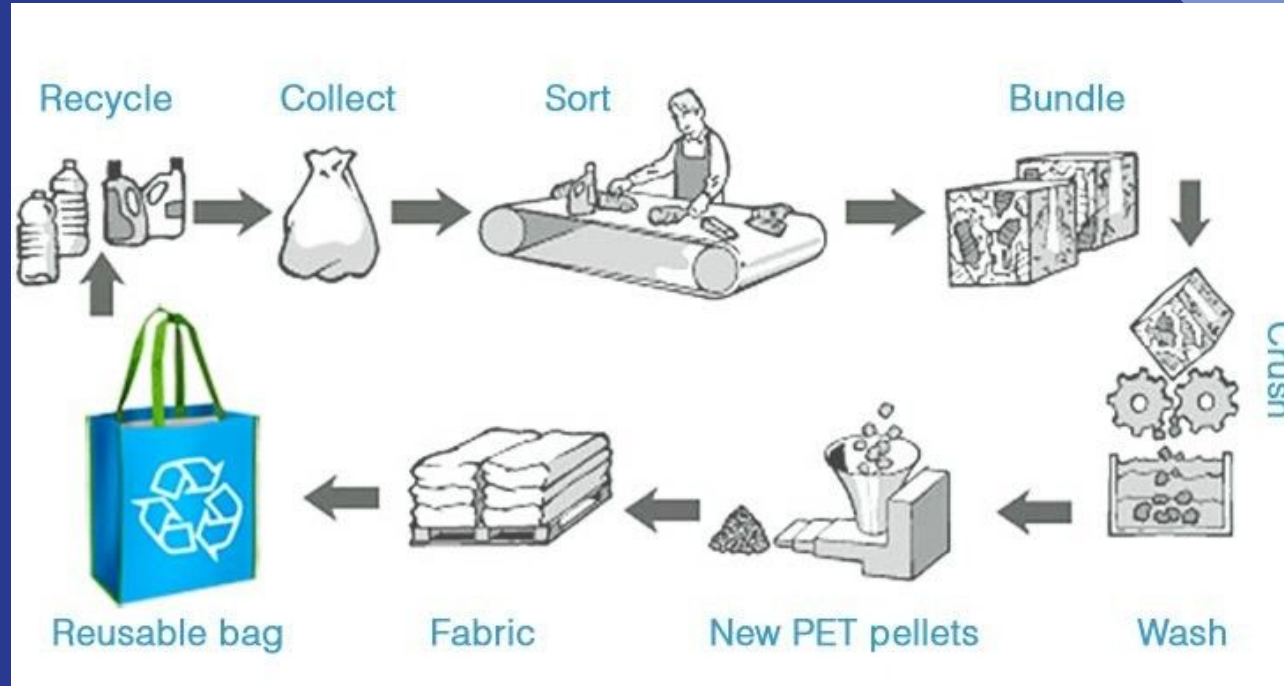 Recycle
Collect
Sort
Bundle
Crush
Wash
New PET pellets
Fabric
Reusable bag